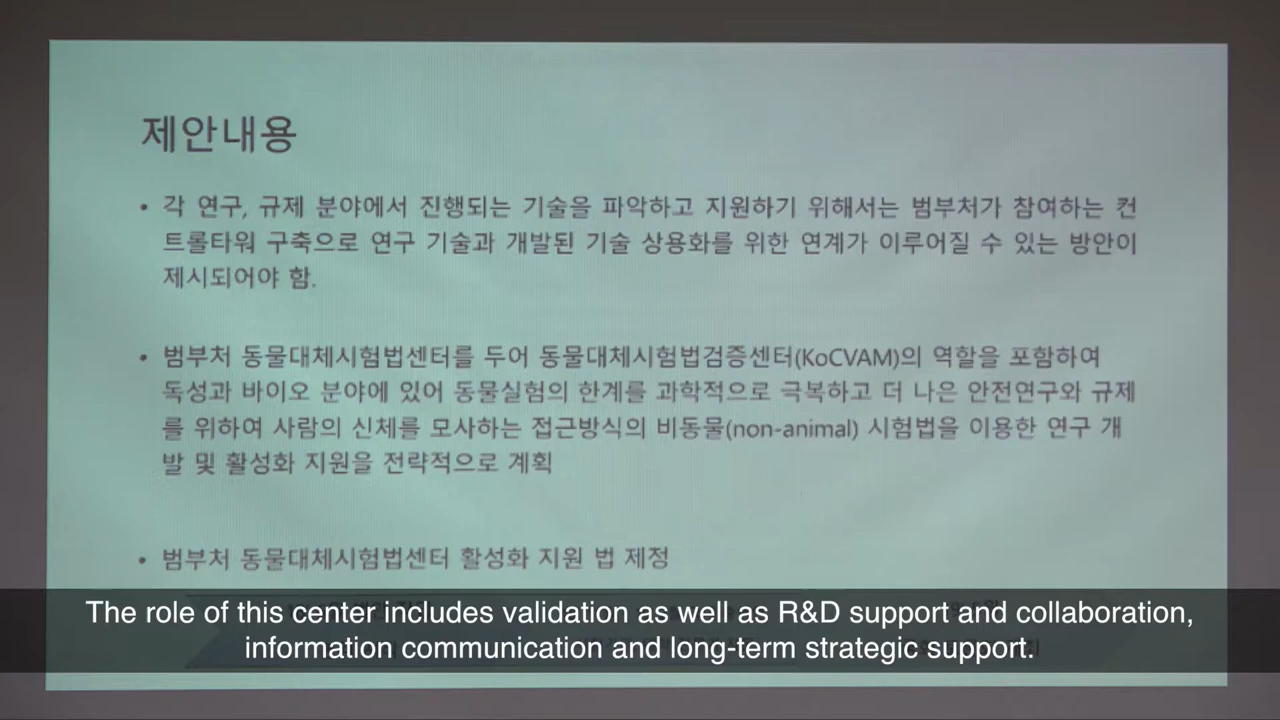 제안내용
• 각 연구, 규제 분야에서 진행되는 기술을 파악하고 지원하기 위해서는 범부처가 참여하는 컨
트롤타워 구축으로 연구 기술과 개발된 기술 상용화를 위한 연계가 이루어질 수 있는 방안이
제시되어야 함.
• 범부처 동물대체시험법센터를 두어 동물대체시험법검증센터(KoCVAM)의 역할을 포함하여
독성과 바이오 분야에 있어 동물실험의 한계를 과학적으로 극복하고 더 나은 안전연구와 규제
를 위하여 사람의 신체를 모사하는 접근방식의 비동물(non-animal) 시험법을 이용한 연구 개
발 및 활성화 지원을 전략적으로 계획
• 범부처 동물대체시험법센터 활성화 지원 법 제정
The role of this center includes validation as well as R&D support and collaboration,
information communication and long-term strategic support.